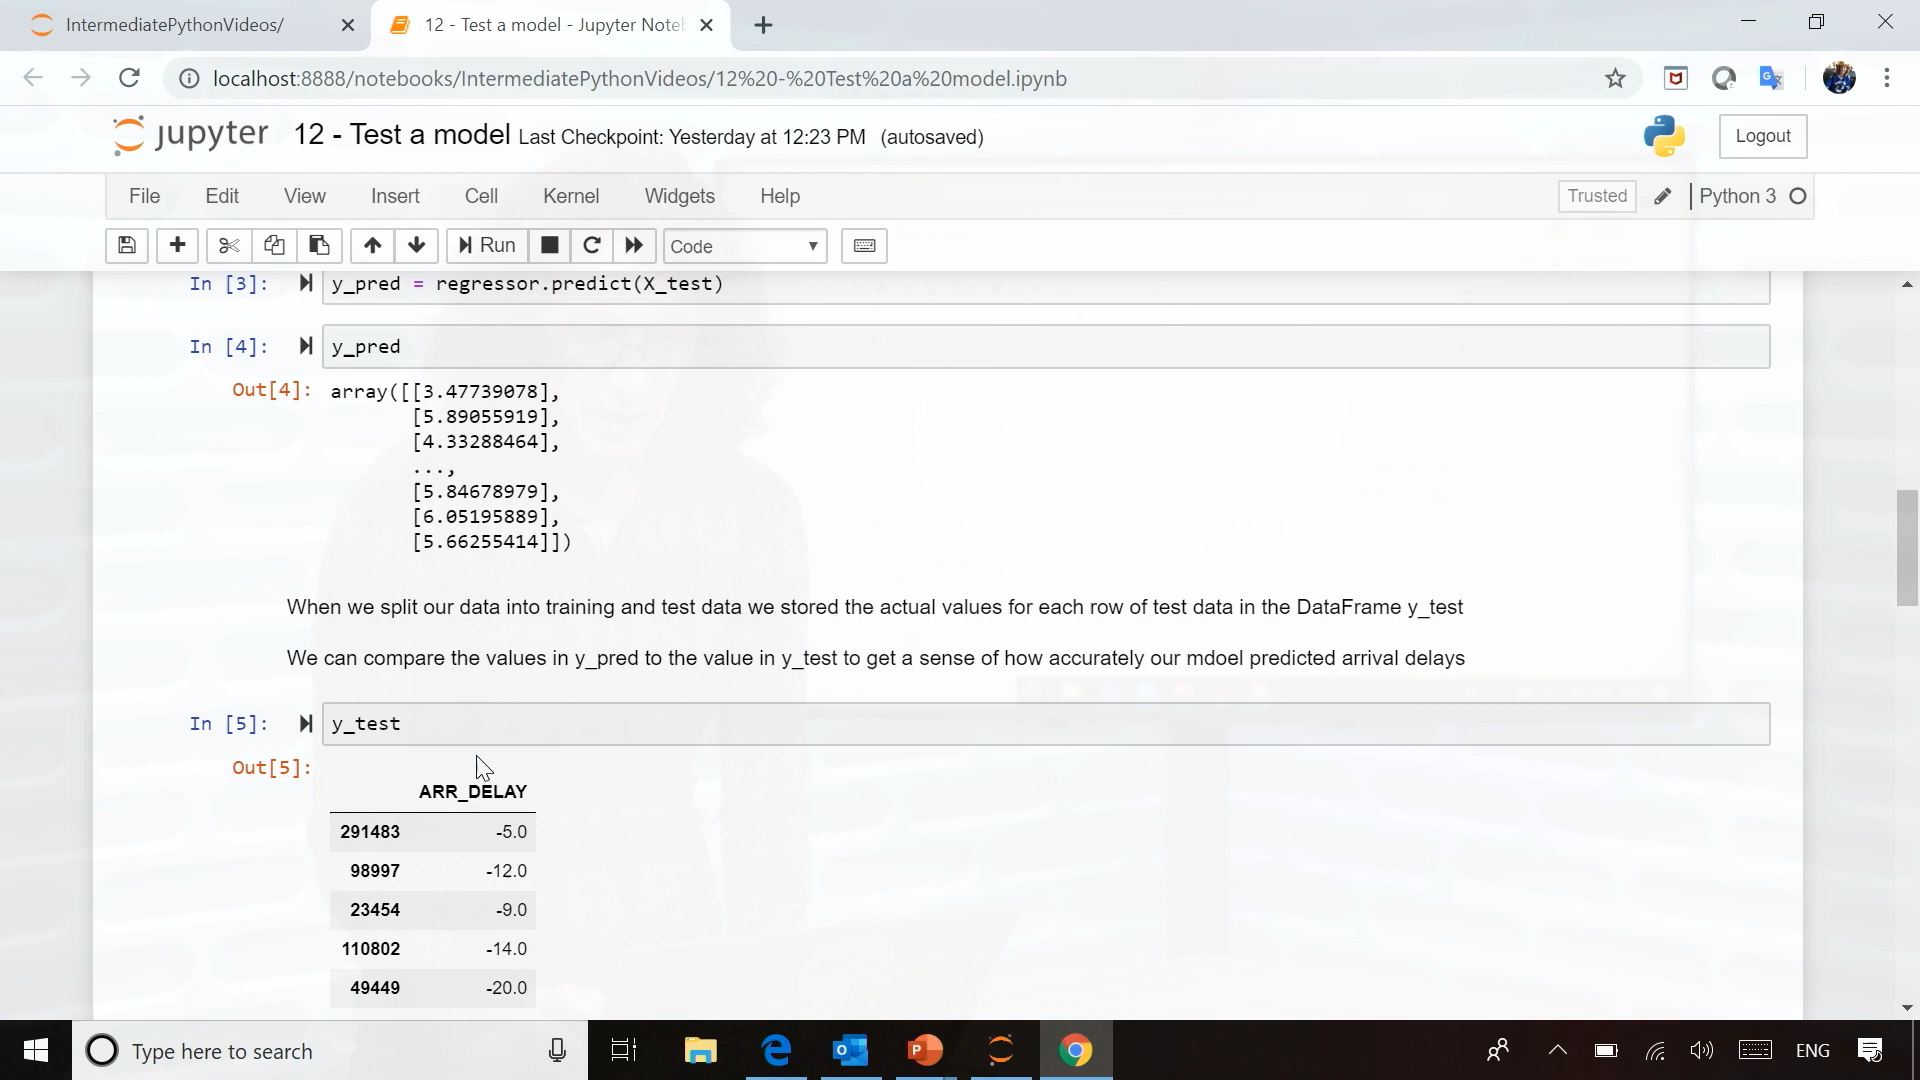 IntermediatePythonVideos/
12 - Test a model - Jupyter Note
localhost:8888/notebooks/IntermediatePythonVideos/12%20-%20Test%20a%20model.ipynb
jupyter 12 - Test a model Last Checkpoint: Yesterday at 12:23 PM (autosaved)
Logout
File Edit View Insert Cell Kernel Widgets Help
Trusted Python 3
Run Code
In [3]: y_pred = regressor.predict(X_test)
In [4]: y_pred
Out[4]: array([[3.47739078],
[5.89055919],
[4.33288464],
...,
[5.84678979],
[6.05195889],
[5.66255414]])
When we split our data into training and test data we stored the actual values for each row of test data in the DataFrame y_test
We can compare the values in y_pred to the value in y_test to get a sense of how accurately our mdoel predicted arrival delays
In [5]: y_test
Out[5]:
ARR_DELAY
291483 -5.0
98997 -12.0
23454 -9.0
110802 -14.0
49449 -20.0
Type here to search
ENG